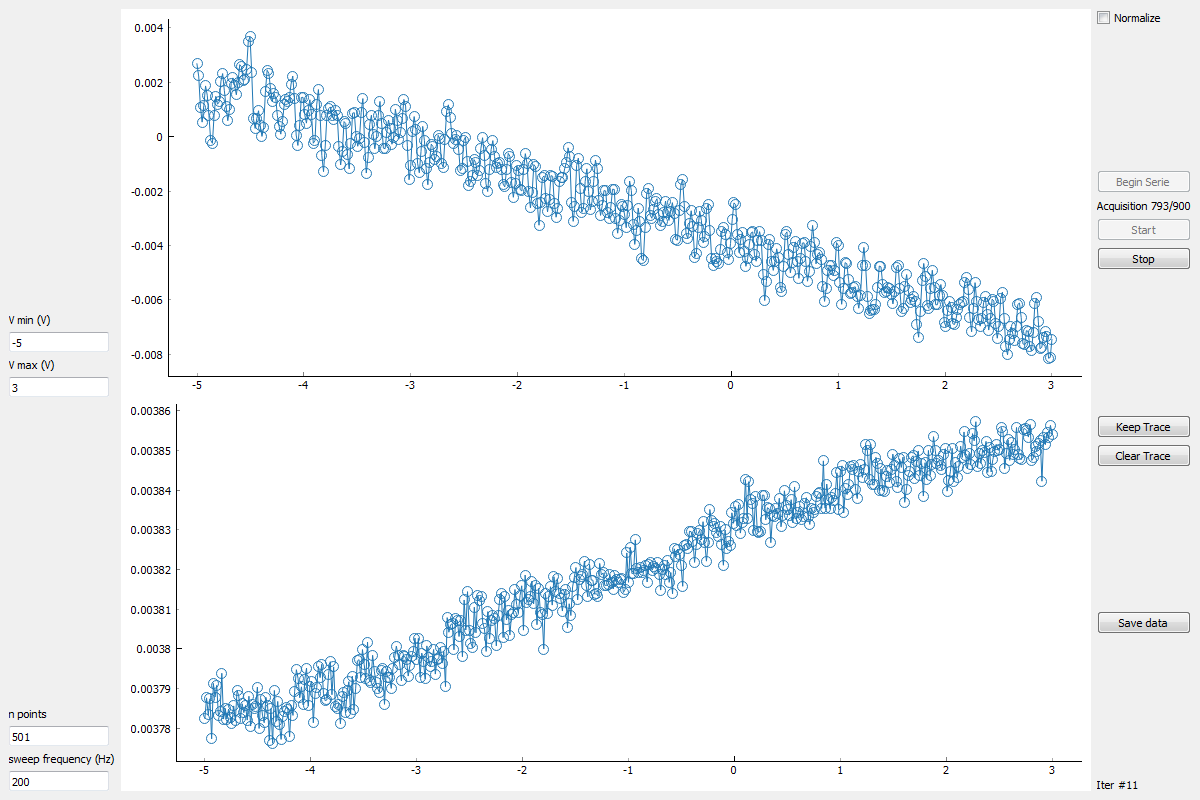 Normalize
0.004
0.002
0
-0.002
-0.004
-0.006
-0.008
-5 -4 -3 -2 -1 0 1 2 3
Begin Serie
Acquisition 793/900
Start
Stop
V min (V)
-5
V max (V)
3
0.00386
0.00385
0.00384
0.00383
0.00382
0.00381
0.0038
0.00379
0.00378
-5 -4 -3 -2 -1 0 1 2 3
Keep Trace
Clear Trace
Save data
n points
501
sweep frequency (Hz)
200
Iter #11